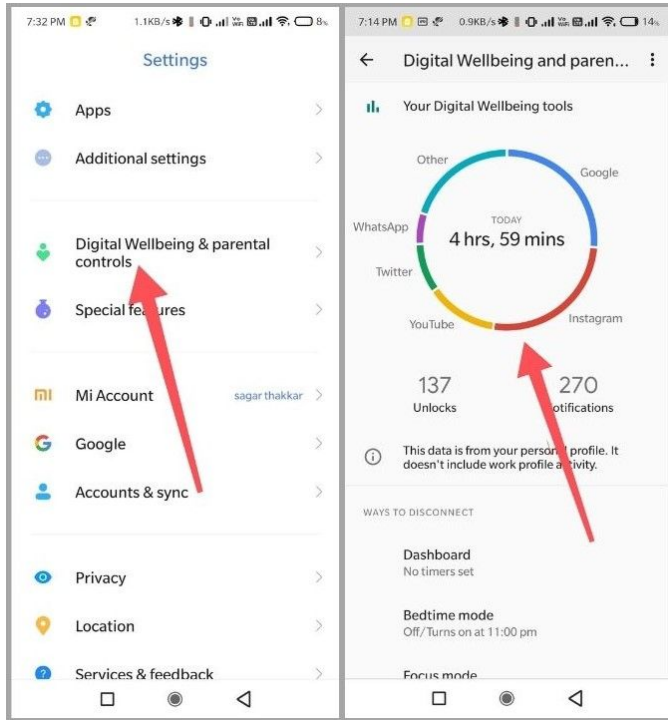 7:32 PM
1.1KB/s
8%
Settings
Apps
Additional settings
Digital Wellbeing & parental
controls
Special features
mi
Mi Account
sagar thakkar
Google
Accounts & sync
Privacy
Location
Services & feedback
7:14 PM
0.9KB/s
14%
Digital Wellbeing and paren...
Your Digital Wellbeing tools
Other
Google
WhatsApp
TODAY
4 hrs, 59 mins
Twitter
YouTube
Instagram
137
270
Unlocks
otifications
This data is from your personal profile. It
doesn't include work profile activity.
WAYS TO DISCONNECT
Dashboard
No timers set
Bedtime mode
Off/Turns on at 11:00 pm
Focus mode